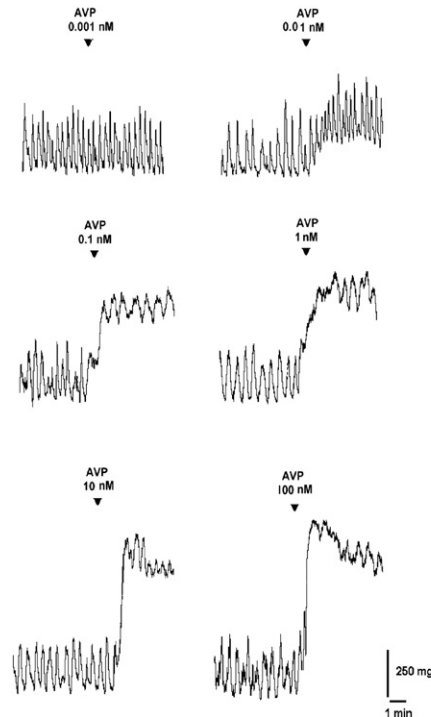 AVP
0.001 nM
AVP
0.01 nM
AVP
0.1 nM
AVP
1 nM
AVP
10 nM
AVP
100 nM
250 mg
1 min